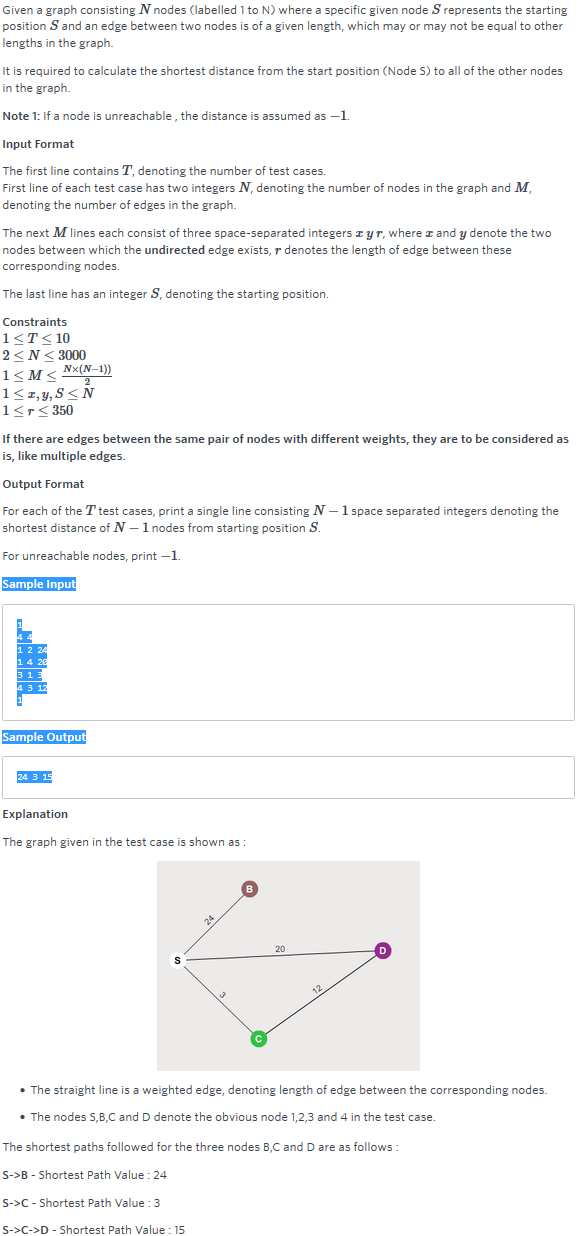 Given a graph consisting N nodes (labelled 1 to N) where a specific given node S represents the starting
position S and an edge between two nodes is of a given length, which may or may not be equal to other
lengths in the graph.
It is required to calculate the shortest distance from the start position (Node S) to all of the other nodes
in the graph.
Note 1: If a node is unreachable , the distance is assumed as −1.
Input Format
The first line contains T, denoting the number of test cases.
First line of each test case has two integers N, denoting the number of nodes in the graph and M,
denoting the number of edges in the graph.
The next M lines each consist of three space-separated integers x y r, where x and y denote the two
nodes between which the undirected edge exists, r denotes the length of edge between these
corresponding nodes.
The last line has an integer S, denoting the starting position.
Constraints
1 ≤ T ≤ 10
2 ≤ N ≤ 3000
1 ≤ M ≤ N×(N−1))/2
1 ≤ x, y, S ≤ N
1 ≤ r ≤ 350
If there are edges between the same pair of nodes with different weights, they are to be considered as
is, like multiple edges.
Output Format
For each of the T test cases, print a single line consisting N − 1 space separated integers denoting the
shortest distance of N − 1 nodes from starting position S.
For unreachable nodes, print −1.
Sample Input
1
4 4
1 2 24
1 4 20
3 1 3
4 3 12
1
Sample Output
24 3 15
Explanation
The graph given in the test case is shown as :
B
24
20
D
S
3
12
C
• The straight line is a weighted edge, denoting length of edge between the corresponding nodes.
• The nodes S,B,C and D denote the obvious node 1,2,3 and 4 in the test case.
The shortest paths followed for the three nodes B,C and D are as follows :
S->B - Shortest Path Value : 24
S->C - Shortest Path Value : 3
S->C->D - Shortest Path Value : 15